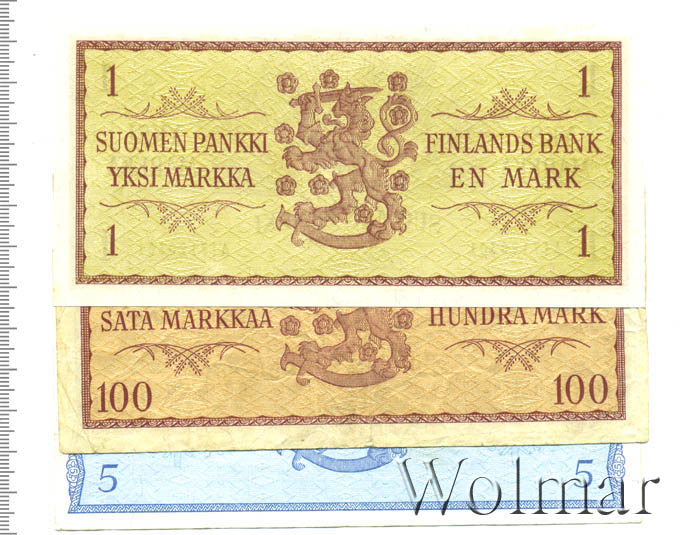 1 1
SUOMEN PANKKI FINLANDS BANK
YKSI MARKKA EN MARK
1 1
SATA MARKKAA HUNDRA MARK
100 100
5 5
Wolmar